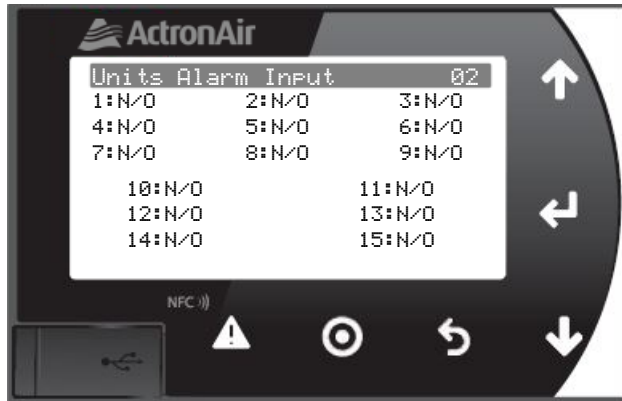 ActronAir
Units Alarm Input 02
1:N/O 2:N/O 3:N/O
4:N/O 5:N/O 6:N/O
7:N/O 8:N/O 9:N/O
10:N/O 11:N/O
12:N/O 13:N/O
14:N/O 15:N/O
NFC